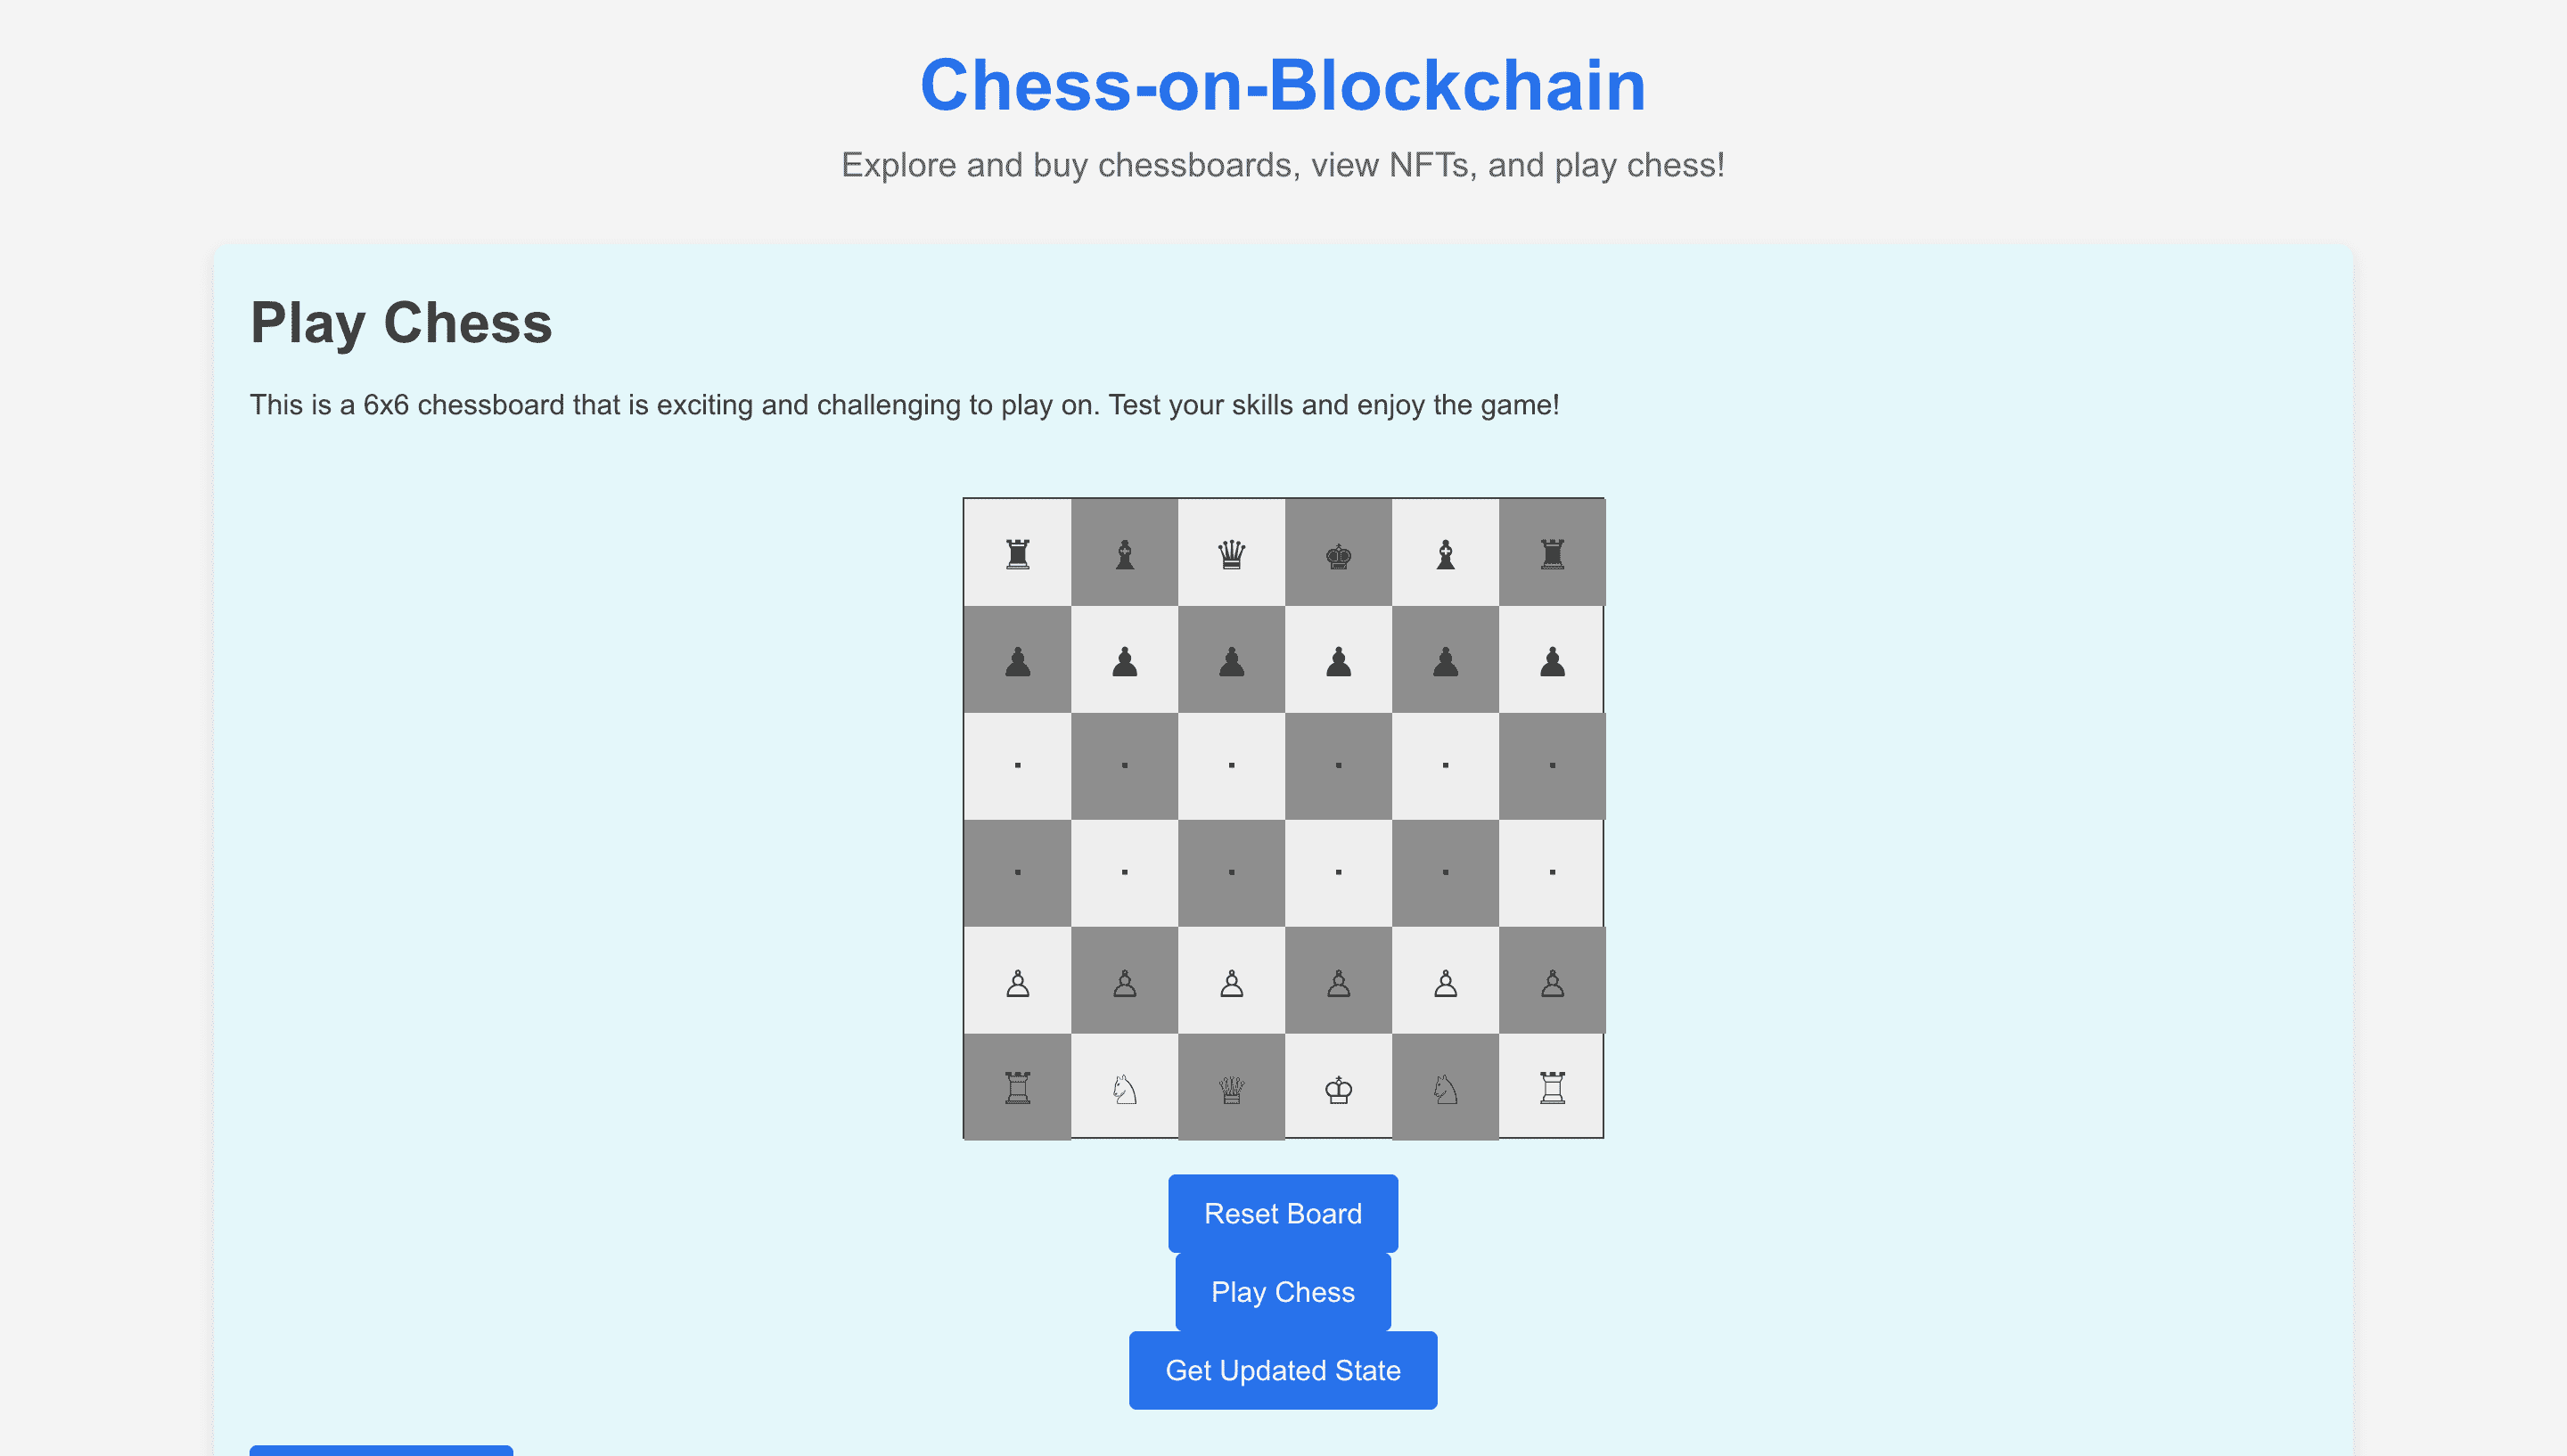 Chess-on-Blockchain
Explore and buy chessboards, view NFTs, and play chess!
Play Chess
This is a 6x6 chessboard that is exciting and challenging to play on. Test your skills and enjoy the game!
♜ ♝ ♛ ♚ ♝ ♜
♟ ♟ ♟ ♟ ♟ ♟
· · · · · ·
· · · · · ·
♙ ♙ ♙ ♙ ♙ ♙
♖ ♘ ♕ ♔ ♘ ♖
Reset Board
Play Chess
Get Updated State